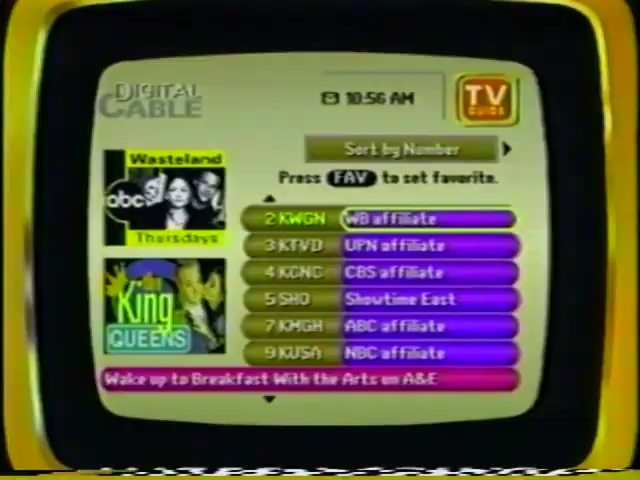 DIGITAL CABLE
10:56 AM
TV GUIDE
Sort by Number
Press FAV to set favorite.
Wasteland
abc
Thursdays
King
QUEENS
2 KWGN WB affiliate
3 KTVD UPN affiliate
4 KCNC CBS affiliate
5 SHO Showtime East
7 KMGH ABC affiliate
9 KUSA NBC affiliate
Wake up to Breakfast With the Arts on A&E